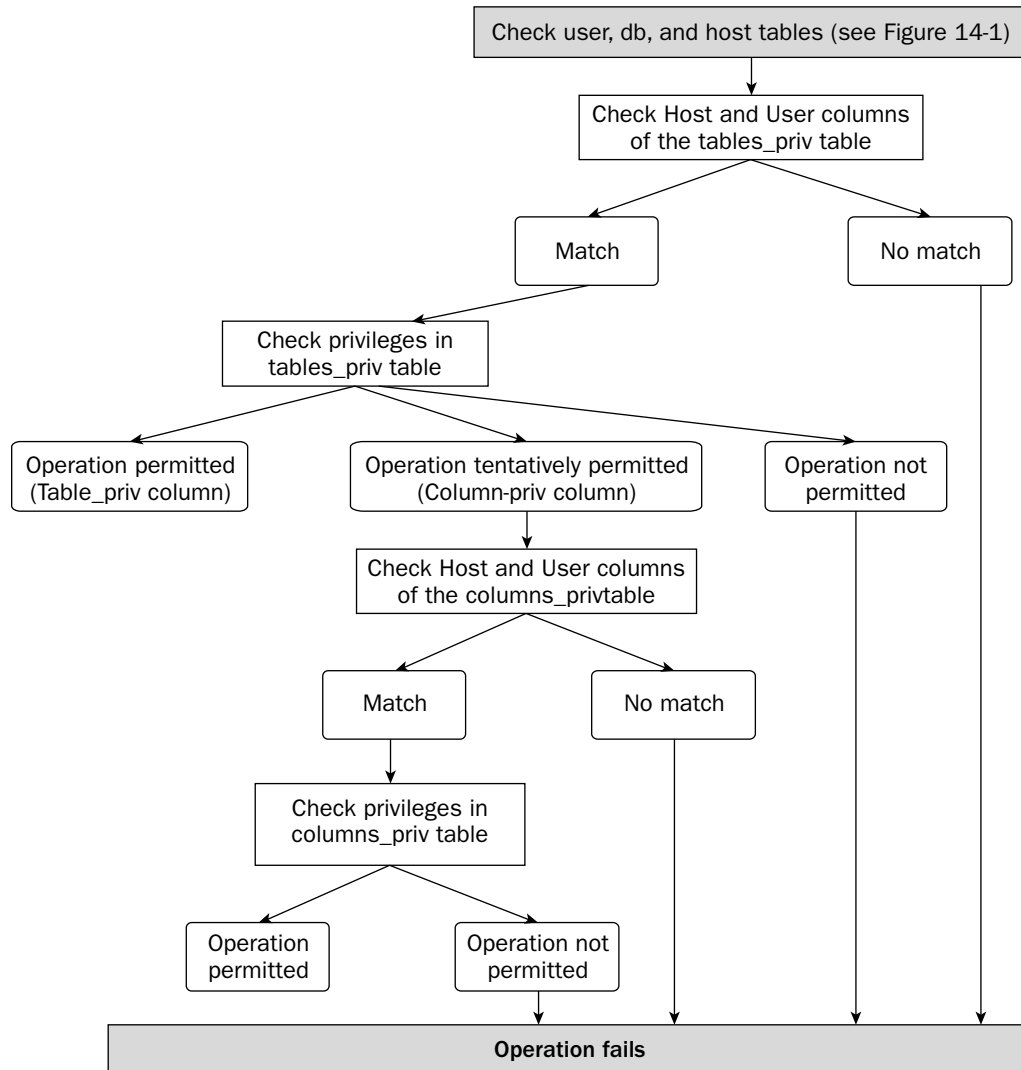 Check user, db, and host tables (see Figure 14-1)
Check Host and User columns
of the tables_priv table
Match
No match
Check privileges in
tables_priv table
Operation permitted
(Table_priv column)
Operation tentatively permitted
(Column-priv column)
Operation not
permitted
Check Host and User columns
of the columns_privtable
Match
No match
Check privileges in
columns_priv table
Operation
permitted
Operation not
permitted
Operation fails